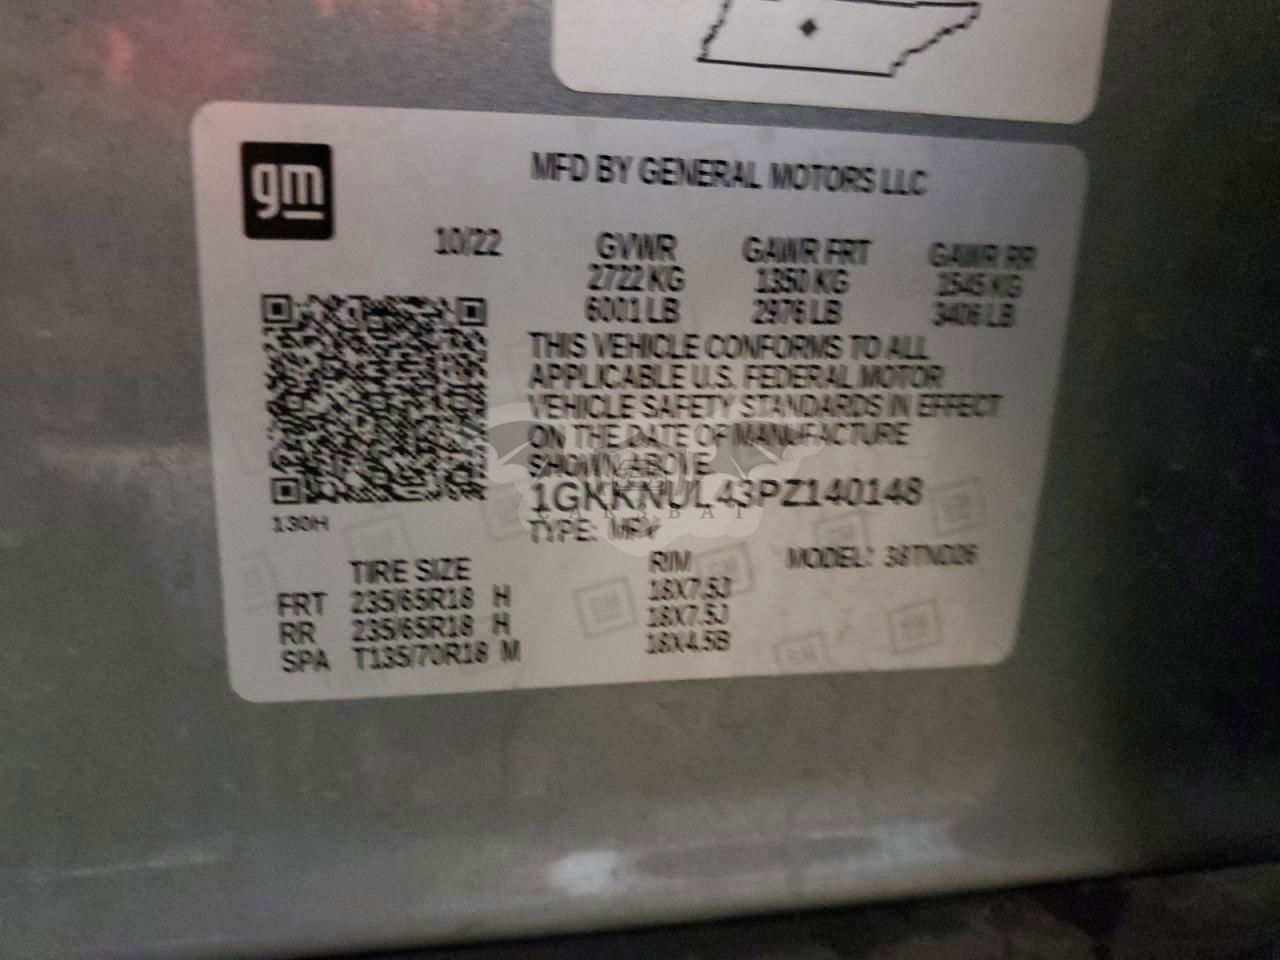 gm
MFD BY GENERAL MOTORS LLC
10/22 GVWR GAWR FRT GAWR RR
2722 KG 1350 KG 1545 KG
6001 LB 2976 LB 3406 LB
THIS VEHICLE CONFORMS TO ALL
APPLICABLE U.S. FEDERAL MOTOR
VEHICLE SAFETY STANDARDS IN EFFECT
ON THE DATE OF MANUFACTURE
SHOWN ABOVE.
1GKKNUL43PZ140148
TYPE: MPV
130H
TIRE SIZE RIM MODEL: 38TND26
FRT 235/65R18 H 18X7.5J
RR 235/65R18 H 18X7.5J
SPA T135/70R18 M 18X4.5B